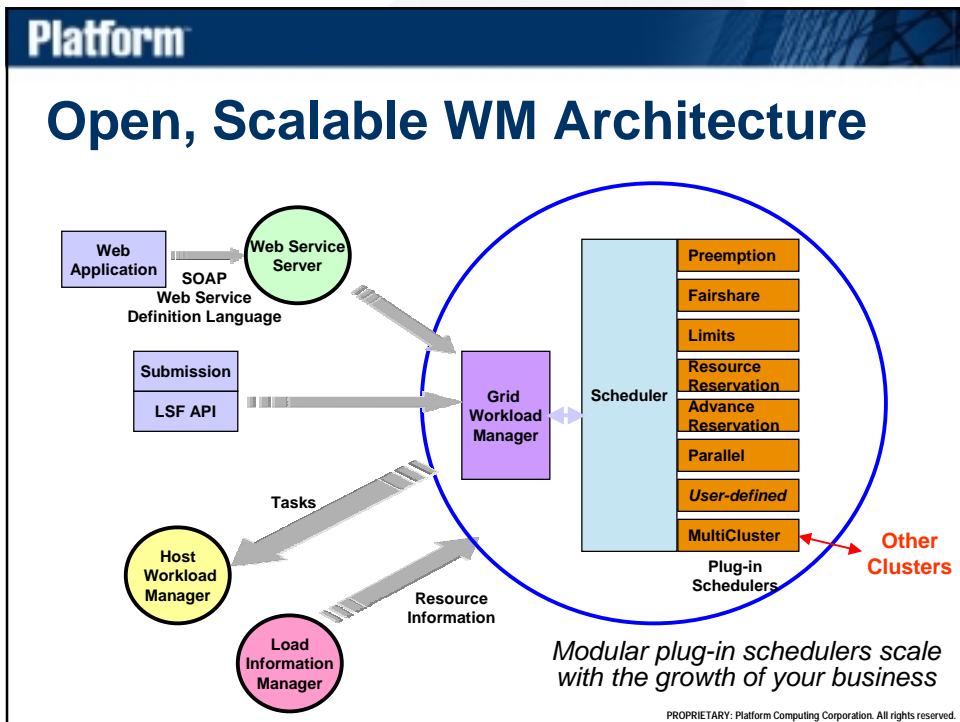 Platform
Open, Scalable WM Architecture
Web
Application
SOAP
Web Service
Definition Language
Web Service
Server
Submission
LSF API
Grid
Workload
Manager
Scheduler
Preemption
Fairshare
Limits
Resource
Reservation
Advance
Reservation
Parallel
User-defined
MultiCluster
Plug-in
Schedulers
Other
Clusters
Tasks
Host
Workload
Manager
Resource
Information
Load
Information
Manager
Modular plug-in schedulers scale
with the growth of your business
PROPRIETARY: Platform Computing Corporation. All rights reserved.